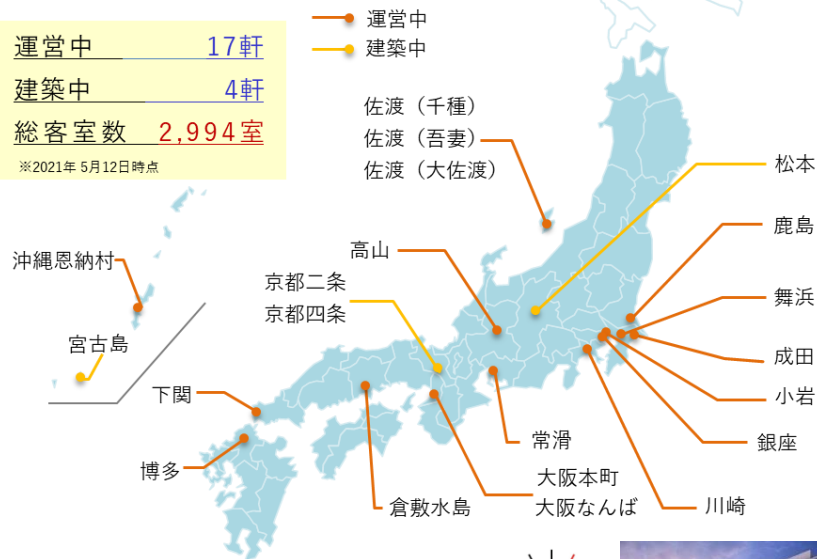 運営中 17軒
建築中 4軒
総客室数 2,994室
※2021年 5月12日時点
運営中
建築中
佐渡（千種）
佐渡（吾妻）
佐渡（大佐渡）
松本
鹿島
高山
沖縄恩納村
京都二条
京都四条
舞浜
宮古島
成田
下関
小岩
常滑
銀座
博多
大阪本町
大阪なんば
倉敷水島
川崎